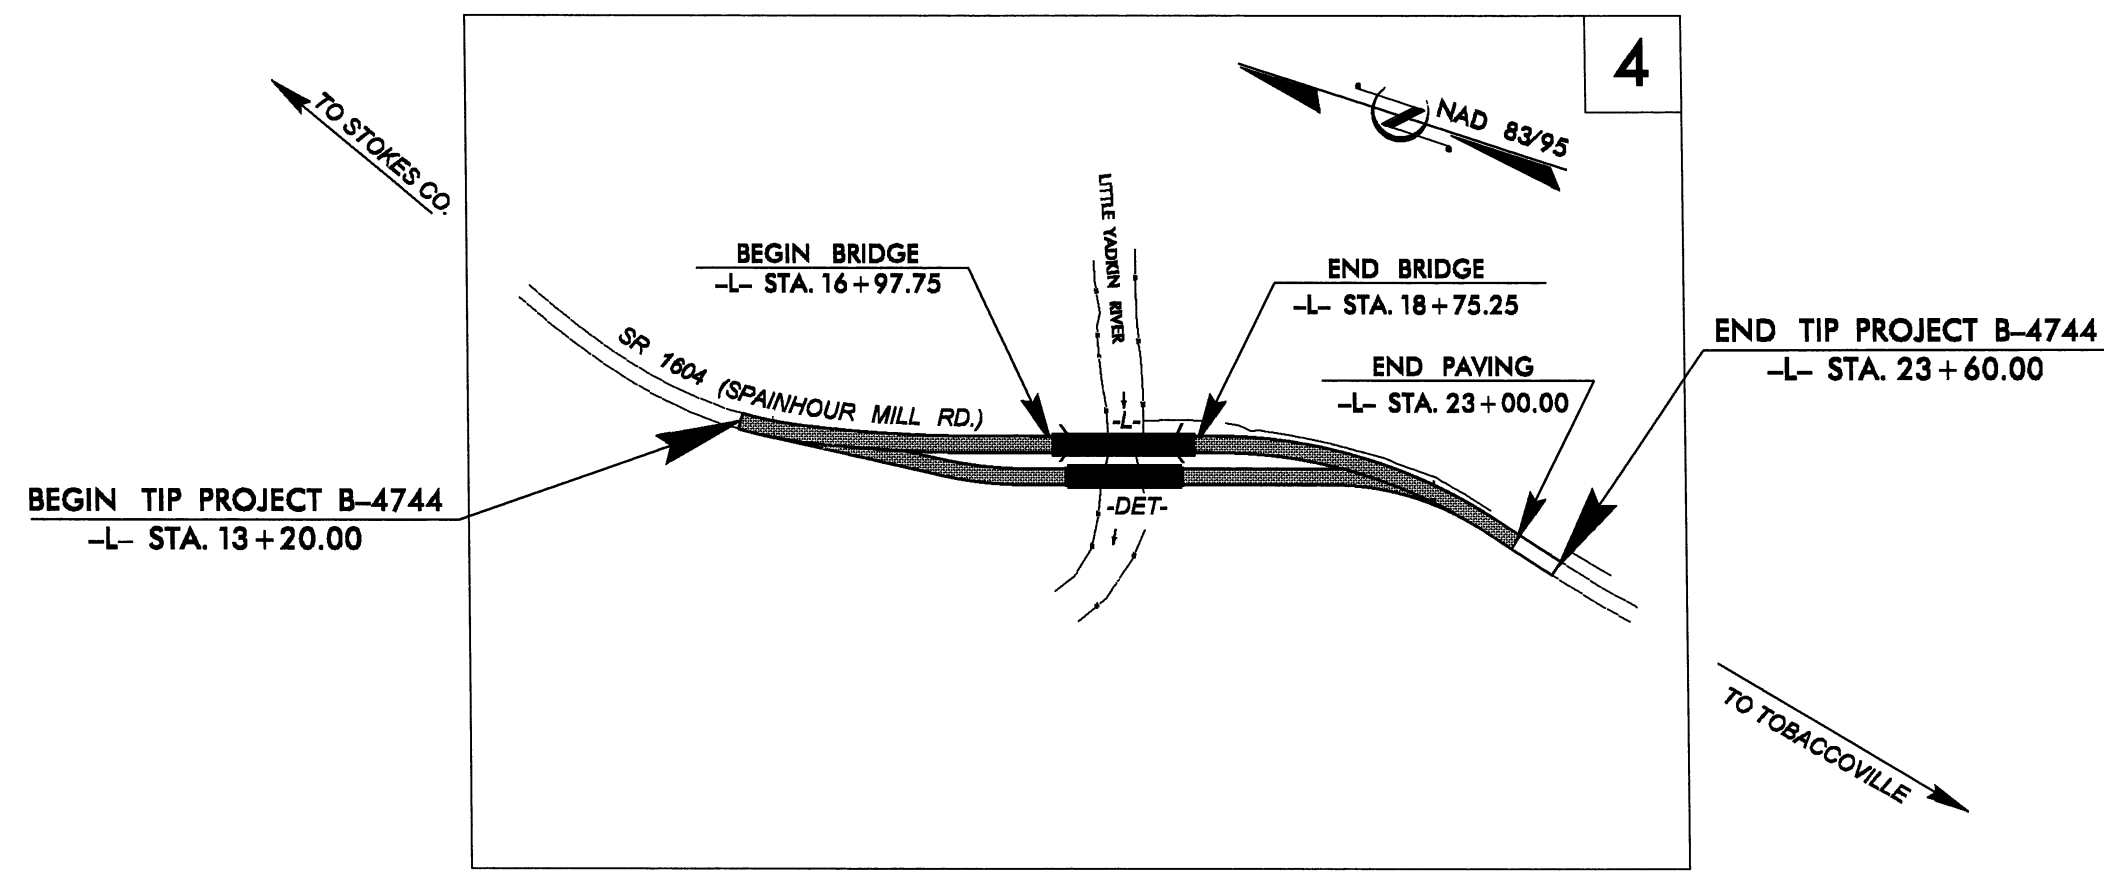 4
TO STOKES CO.
NAD 83/95
LITTLE YADKIN RIVER
BEGIN BRIDGE
-L- STA. 16+97.75
END BRIDGE
-L- STA. 18+75.25
SR 1604 (SPAINHOUR MILL RD.)
END PAVING
-L- STA. 23+00.00
END TIP PROJECT B-4744
-L- STA. 23+60.00
-L-
BEGIN TIP PROJECT B-4744
-L- STA. 13+20.00
-DET-
TO TOBACCOVILLE